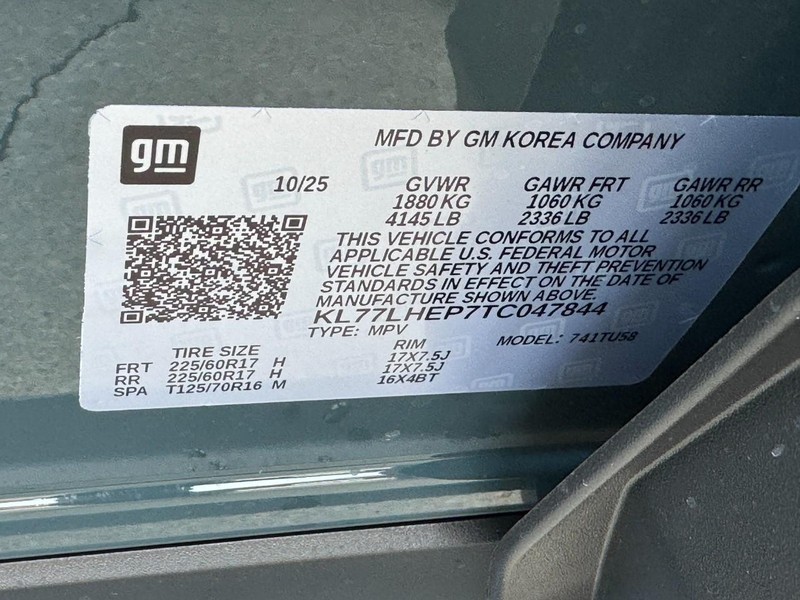 gm
MFD BY GM KOREA COMPANY
10/25 GVWR GAWR FRT GAWR RR
1880 KG 1060 KG 1060 KG
4145 LB 2336 LB 2336 LB
THIS VEHICLE CONFORMS TO ALL
APPLICABLE U.S. FEDERAL MOTOR
VEHICLE SAFETY AND THEFT PREVENTION
STANDARDS IN EFFECT ON THE DATE OF
MANUFACTURE SHOWN ABOVE.
KL77LHEP7TC047844
TYPE: MPV MODEL: 741TU58
TIRE SIZE RIM
FRT 225/60R17 H 17X7.5J
RR 225/60R17 H 17X7.5J
SPA T125/70R16 M 16X4BT